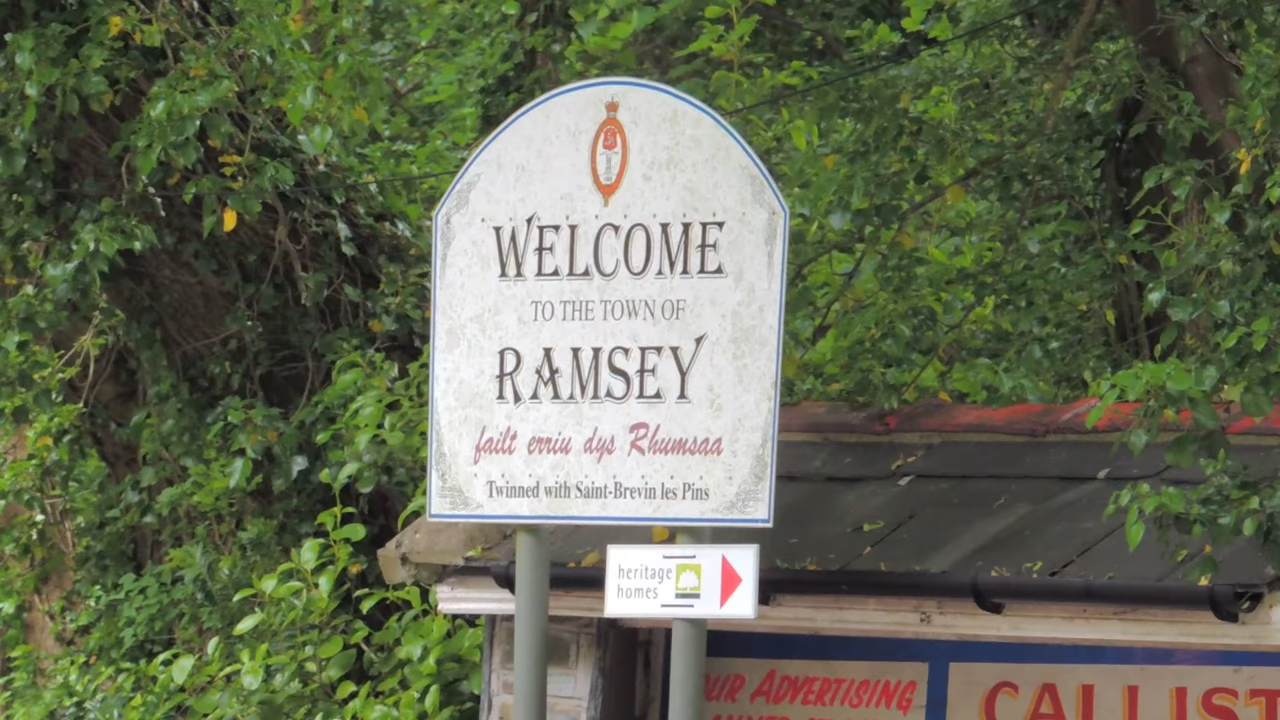 WELCOME
TO THE TOWN OF
RAMSEY
failt erriu dys Rhumsaa
Twinned with Saint-Brevin les Pins
heritage
homes
ADVERTISING
CALLIST